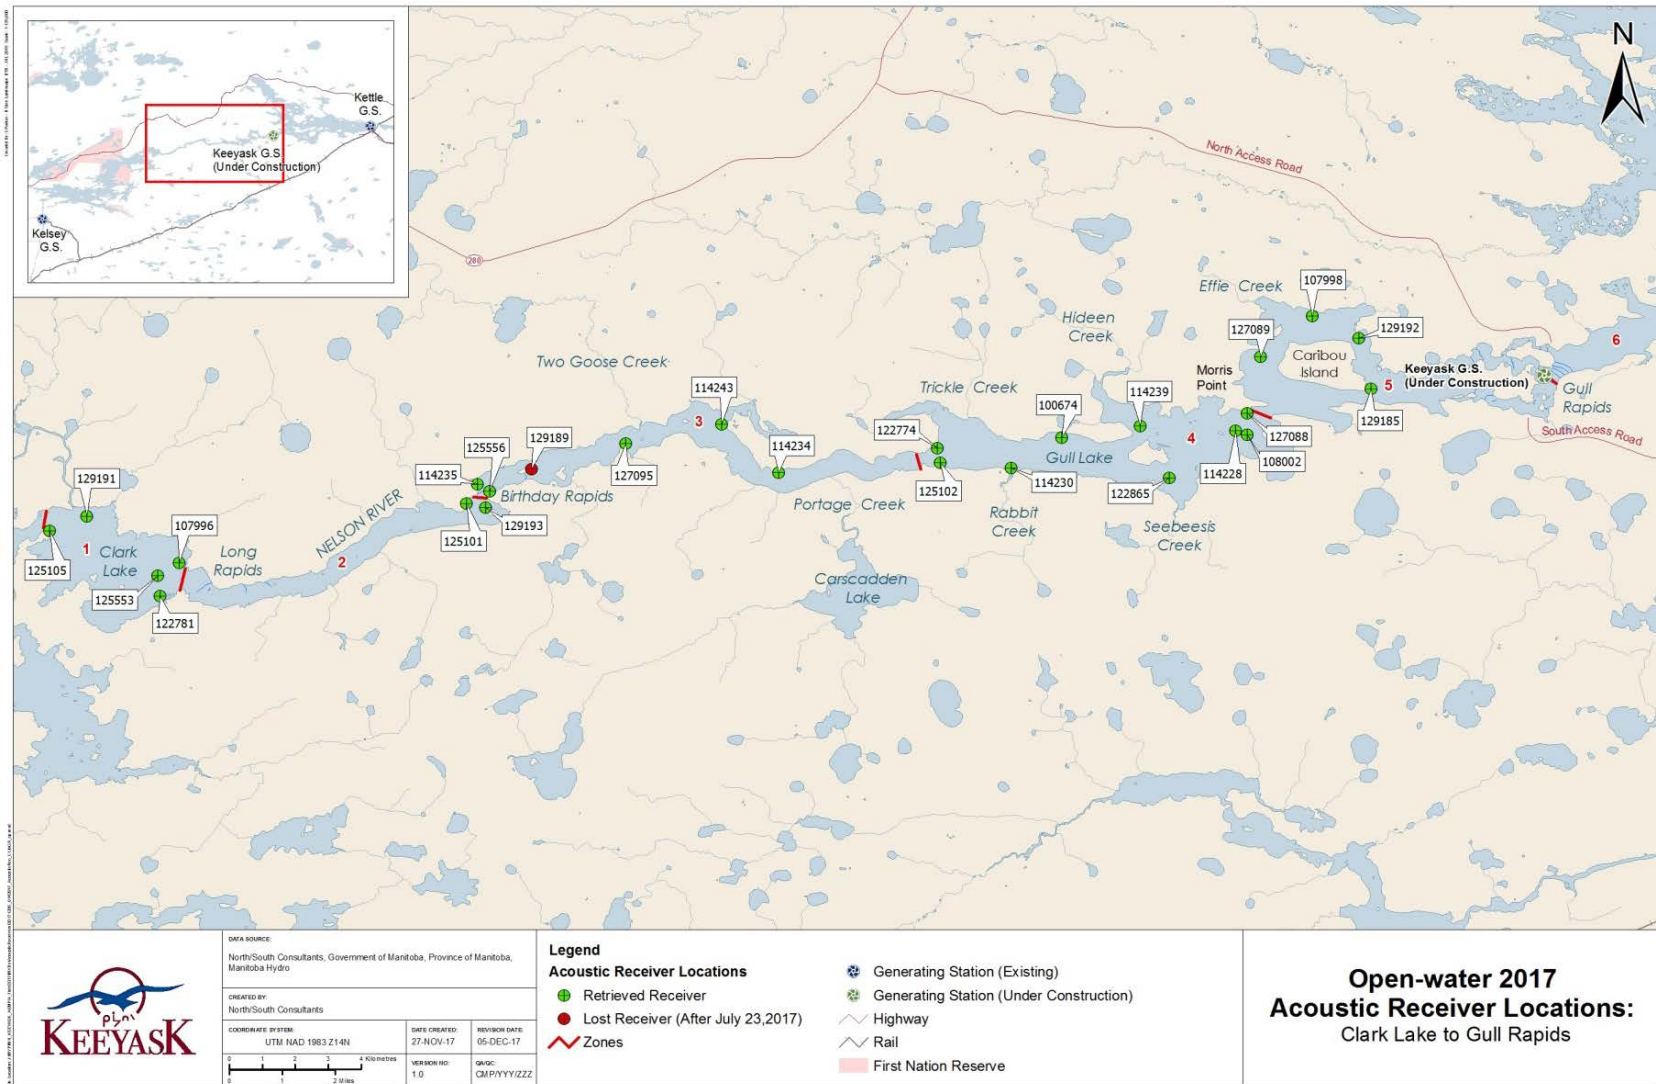 N
Kettle
G.S.
Keeyask G.S.
(Under Construction)
Kelsey
G.S.
280
North Access Road
Effie Creek
107998
Hideen
Creek
127089
129192
6
Two Goose Creek
Caribou
Island
Morris
Point
Keeyask G.S.
(Under Construction)
114243
Trickle Creek
114239
5
Gull
Rapids
100674
129185
3
122774
4
South Access Road
125556
129189
127088
114235
114234
Gull Lake
108002
127095
114228
129191
NELSON RIVER
Birthday Rapids
125102
114230
122865
Portage Creek
129193
Rabbit
Creek
Seebeesis
Creek
125101
107996
1
Clark
Lake
Long
Rapids
2
125105
Carscadden
Lake
125553
122781
KEEYASK
DATA SOURCE:
North/South Consultants, Government of Manitoba, Province of Manitoba,
Manitoba Hydro
CREATED BY:
North/South Consultants
COORDINATE SYSTEM:
UTM NAD 1983 Z14N
DATE CREATED:
27-NOV-17
REVISION DATE:
05-DEC-17
0 1 2 3 4 Kilometres
0 1 2 Miles
VERSION NO:
1.0
QA/QC:
CMP/YYY/ZZZ
Legend
Acoustic Receiver Locations
Retrieved Receiver
Lost Receiver (After July 23,2017)
Zones
Generating Station (Existing)
Generating Station (Under Construction)
Highway
Rail
First Nation Reserve
Open-water 2017
Acoustic Receiver Locations:
Clark Lake to Gull Rapids